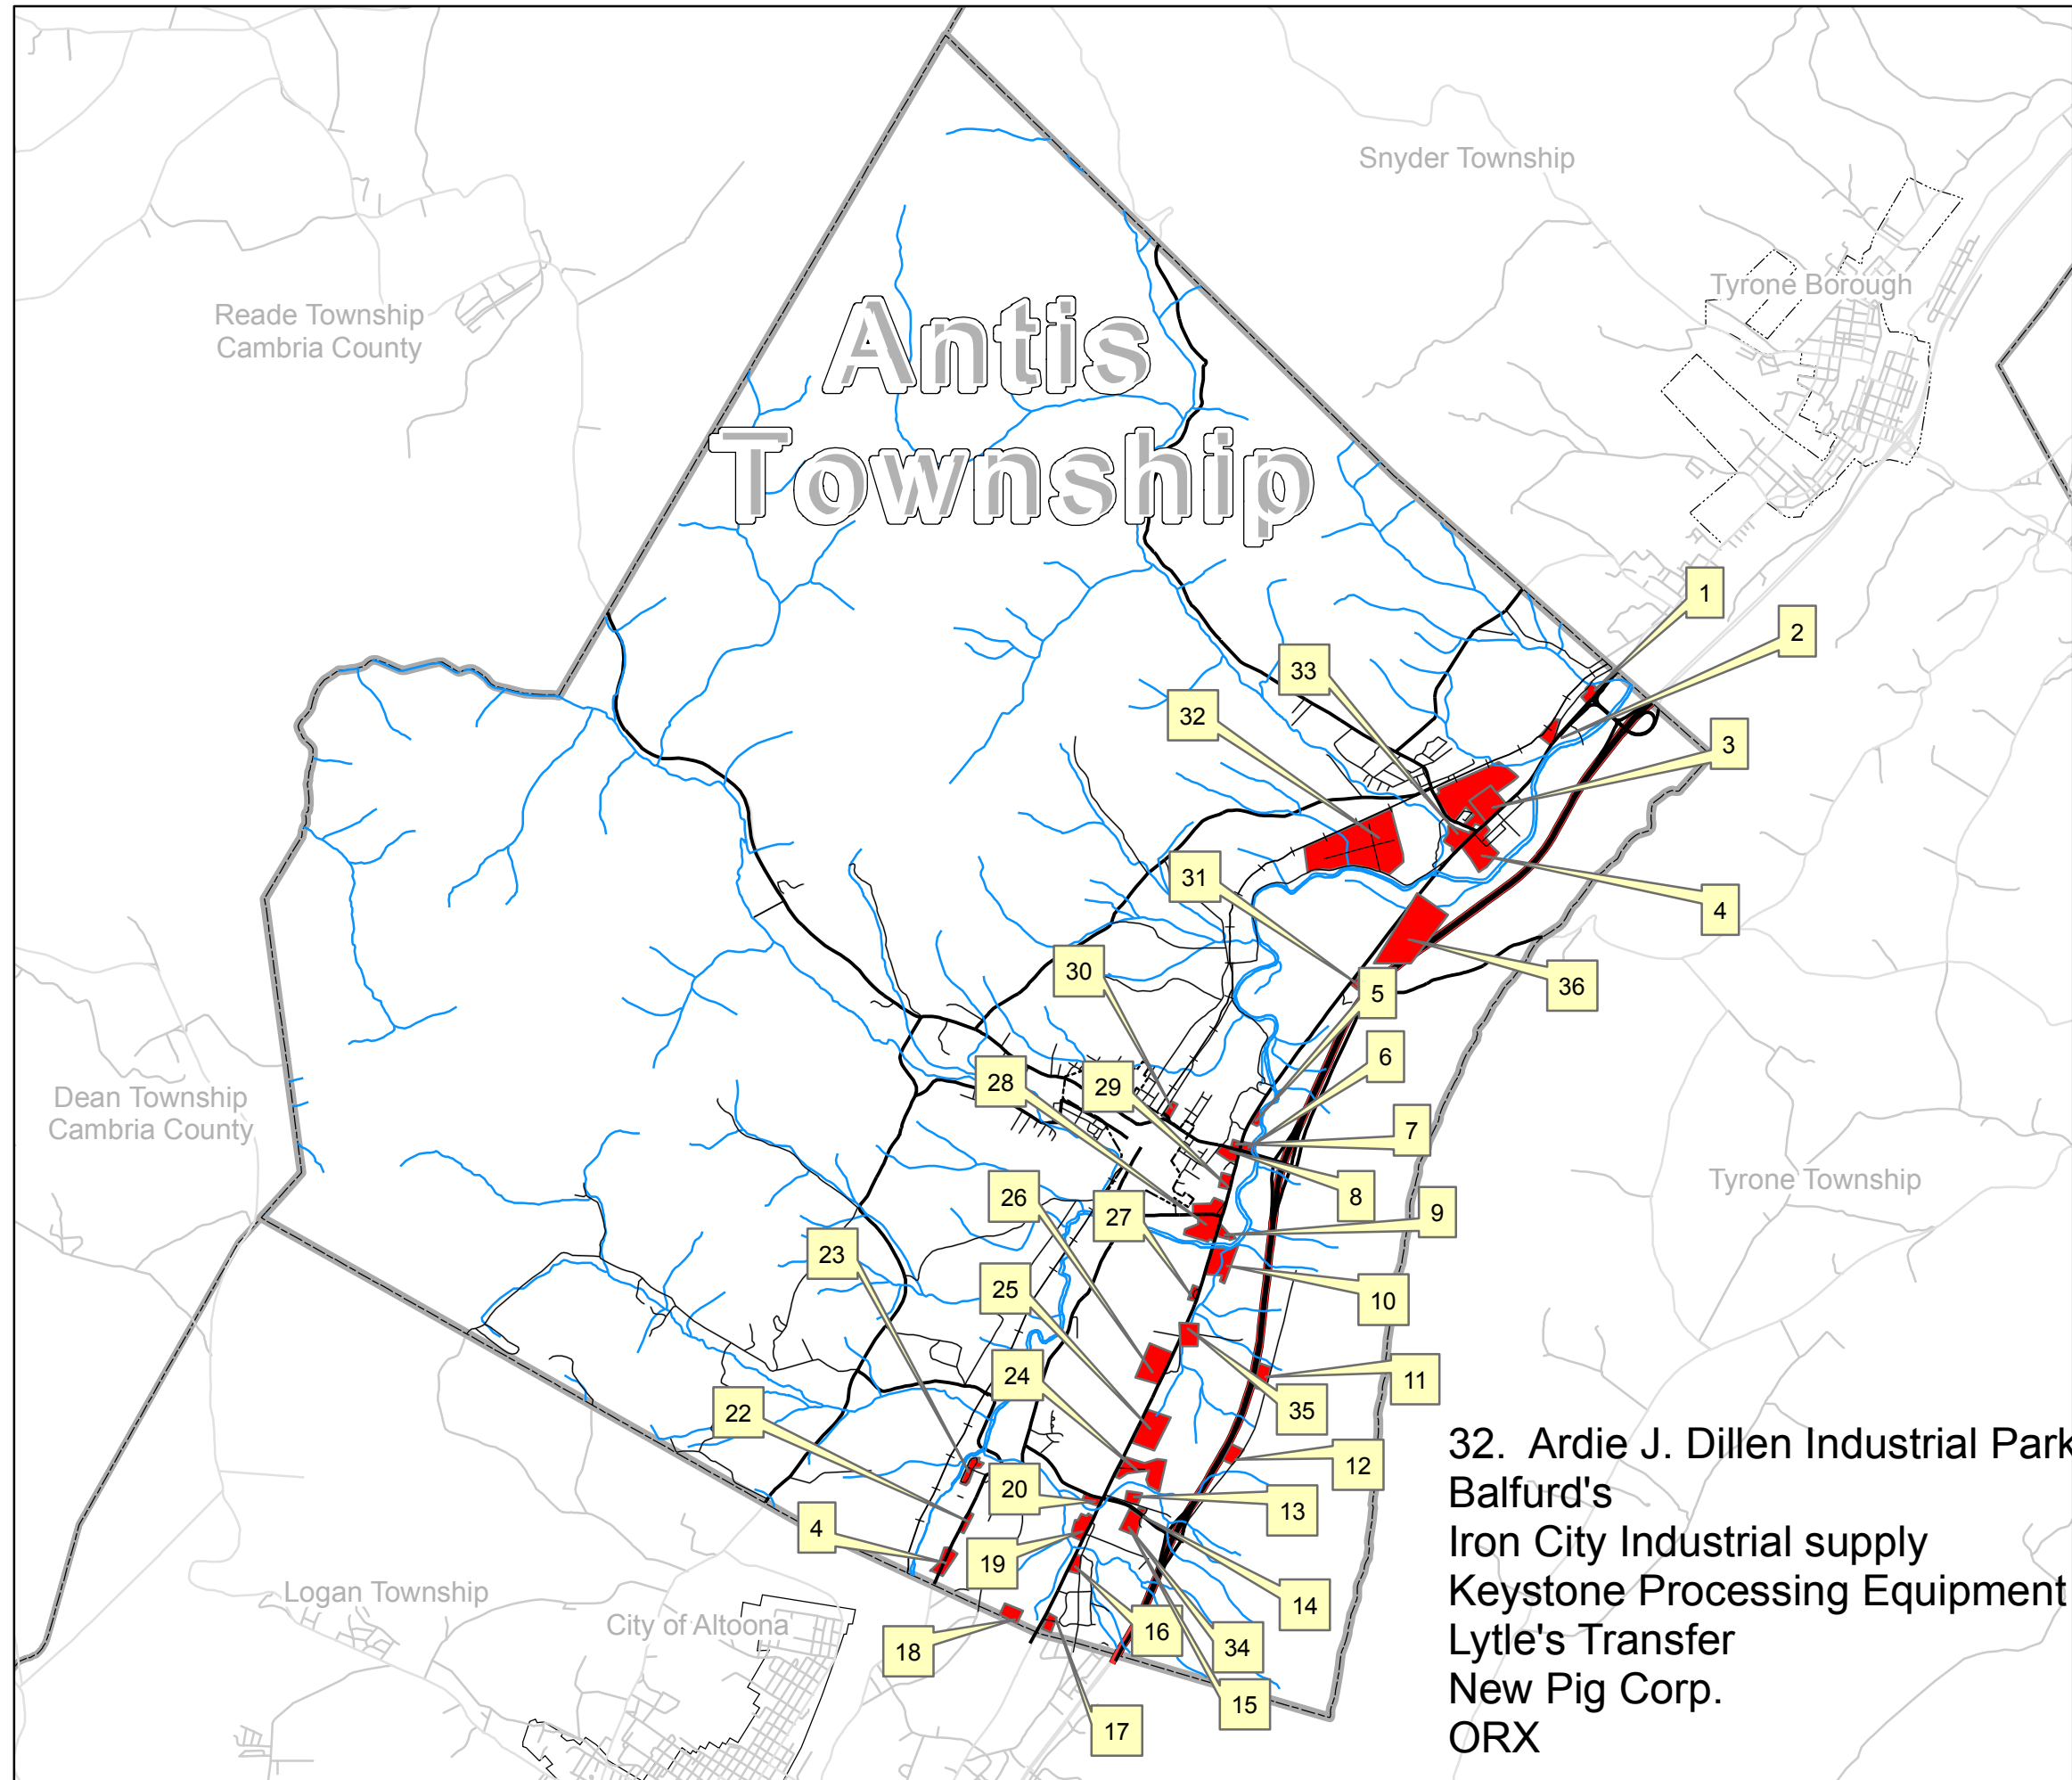 Snyder Township
Tyrone Borough
Reade Township
Cambria County
Antis
Township
1
2
33
32
3
31
4
30
5
36
6
28
29
7
26
27
8
9
23
25
10
24
11
35
22
12
20
13
4
19
14
18
16
34
15
17
Dean Township
Cambria County
Tyrone Township
Logan Township
City of Altoona
32. Ardie J. Dillen Industrial Park
Balfurd's
Iron City Industrial supply
Keystone Processing Equipment
Lytle's Transfer
New Pig Corp.
ORX